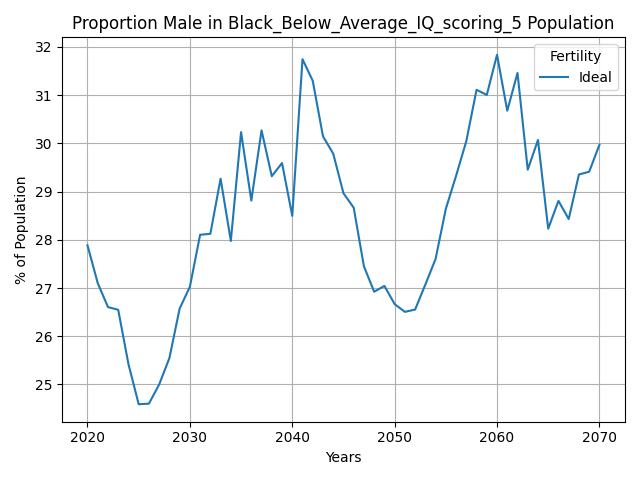 Proportion Male in Black_Below_Average_IQ_scoring_5 Population
Fertility
Ideal
32
31
30
29
28
27
26
25
% of Population
2020 2030 2040 2050 2060 2070
Years